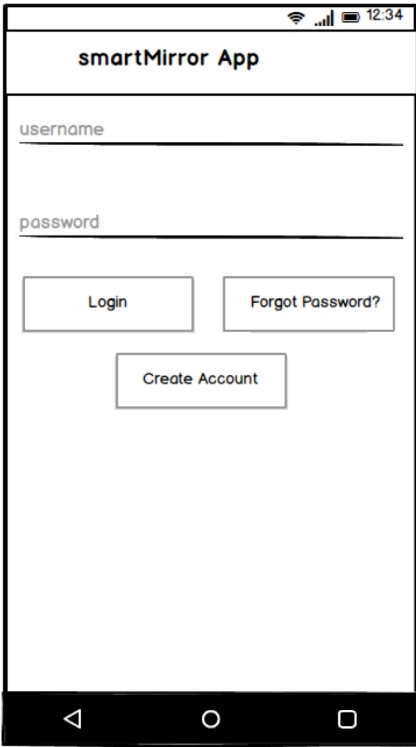 12:34
smartMirror App
username
password
Login
Forgot Password?
Create Account